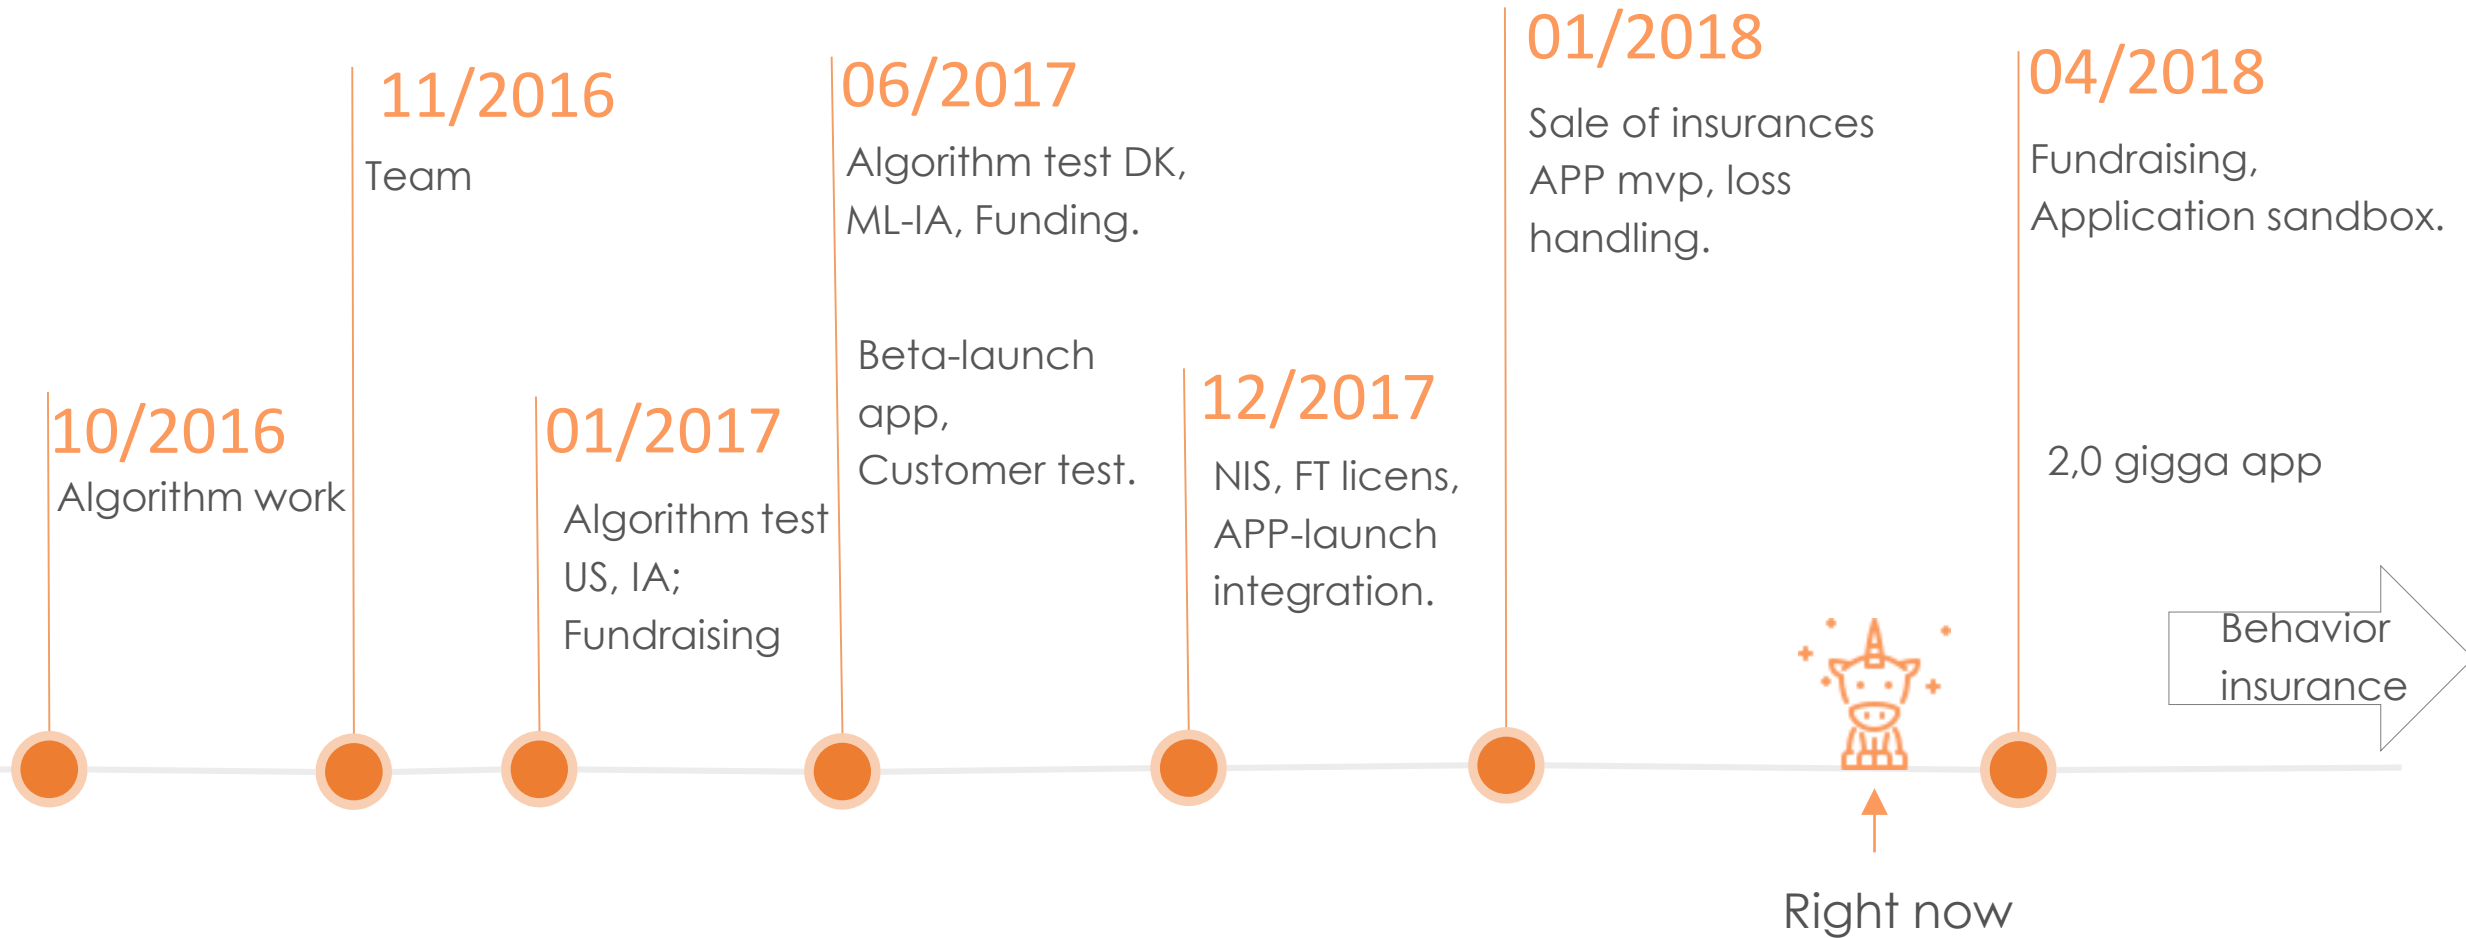 10/2016
Algorithm work
11/2016
Team
01/2017
Algorithm test
US, IA;
Fundraising
06/2017
Algorithm test DK,
ML-IA, Funding.
Beta-launch
app,
Customer test.
12/2017
NIS, FT licens,
APP-launch
integration.
01/2018
Sale of insurances
APP mvp, loss
handling.
Right now
04/2018
Fundraising,
Application sandbox.
2,0 gigga app
Behavior
insurance